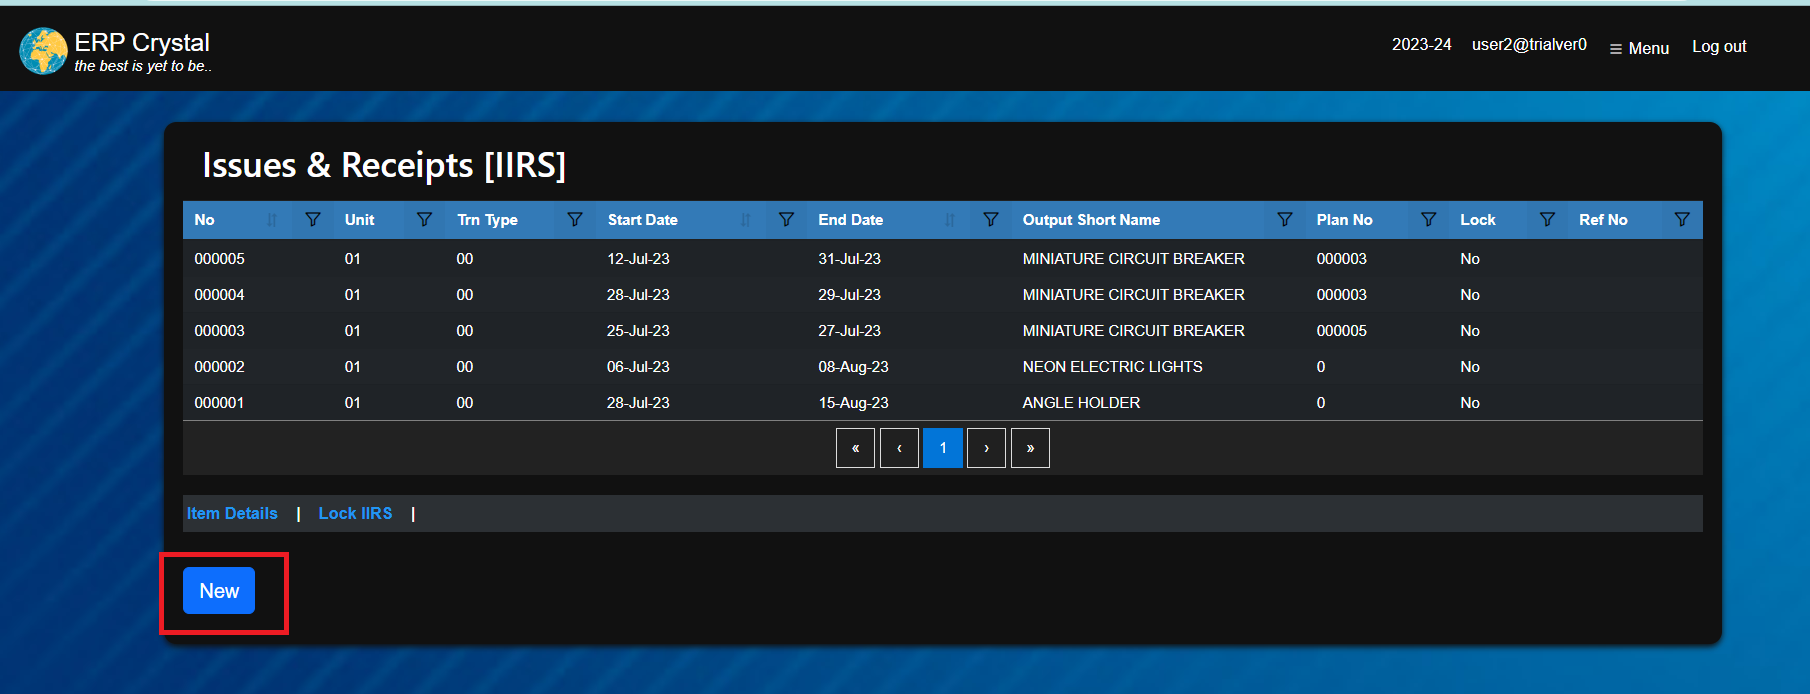 ERP Crystal
the best is yet to be..
2023-24 user2@trialver0 ≡ Menu Log out
Issues & Receipts [IIRS]
No Unit Trn Type Start Date End Date Output Short Name Plan No Lock Ref No
000005 01 00 12-Jul-23 31-Jul-23 MINIATURE CIRCUIT BREAKER 000003 No
000004 01 00 28-Jul-23 29-Jul-23 MINIATURE CIRCUIT BREAKER 000003 No
000003 01 00 25-Jul-23 27-Jul-23 MINIATURE CIRCUIT BREAKER 000005 No
000002 01 00 06-Jul-23 08-Aug-23 NEON ELECTRIC LIGHTS 0 No
000001 01 00 28-Jul-23 15-Aug-23 ANGLE HOLDER 0 No
« ‹ 1 › »
Item Details | Lock IIRS |
New